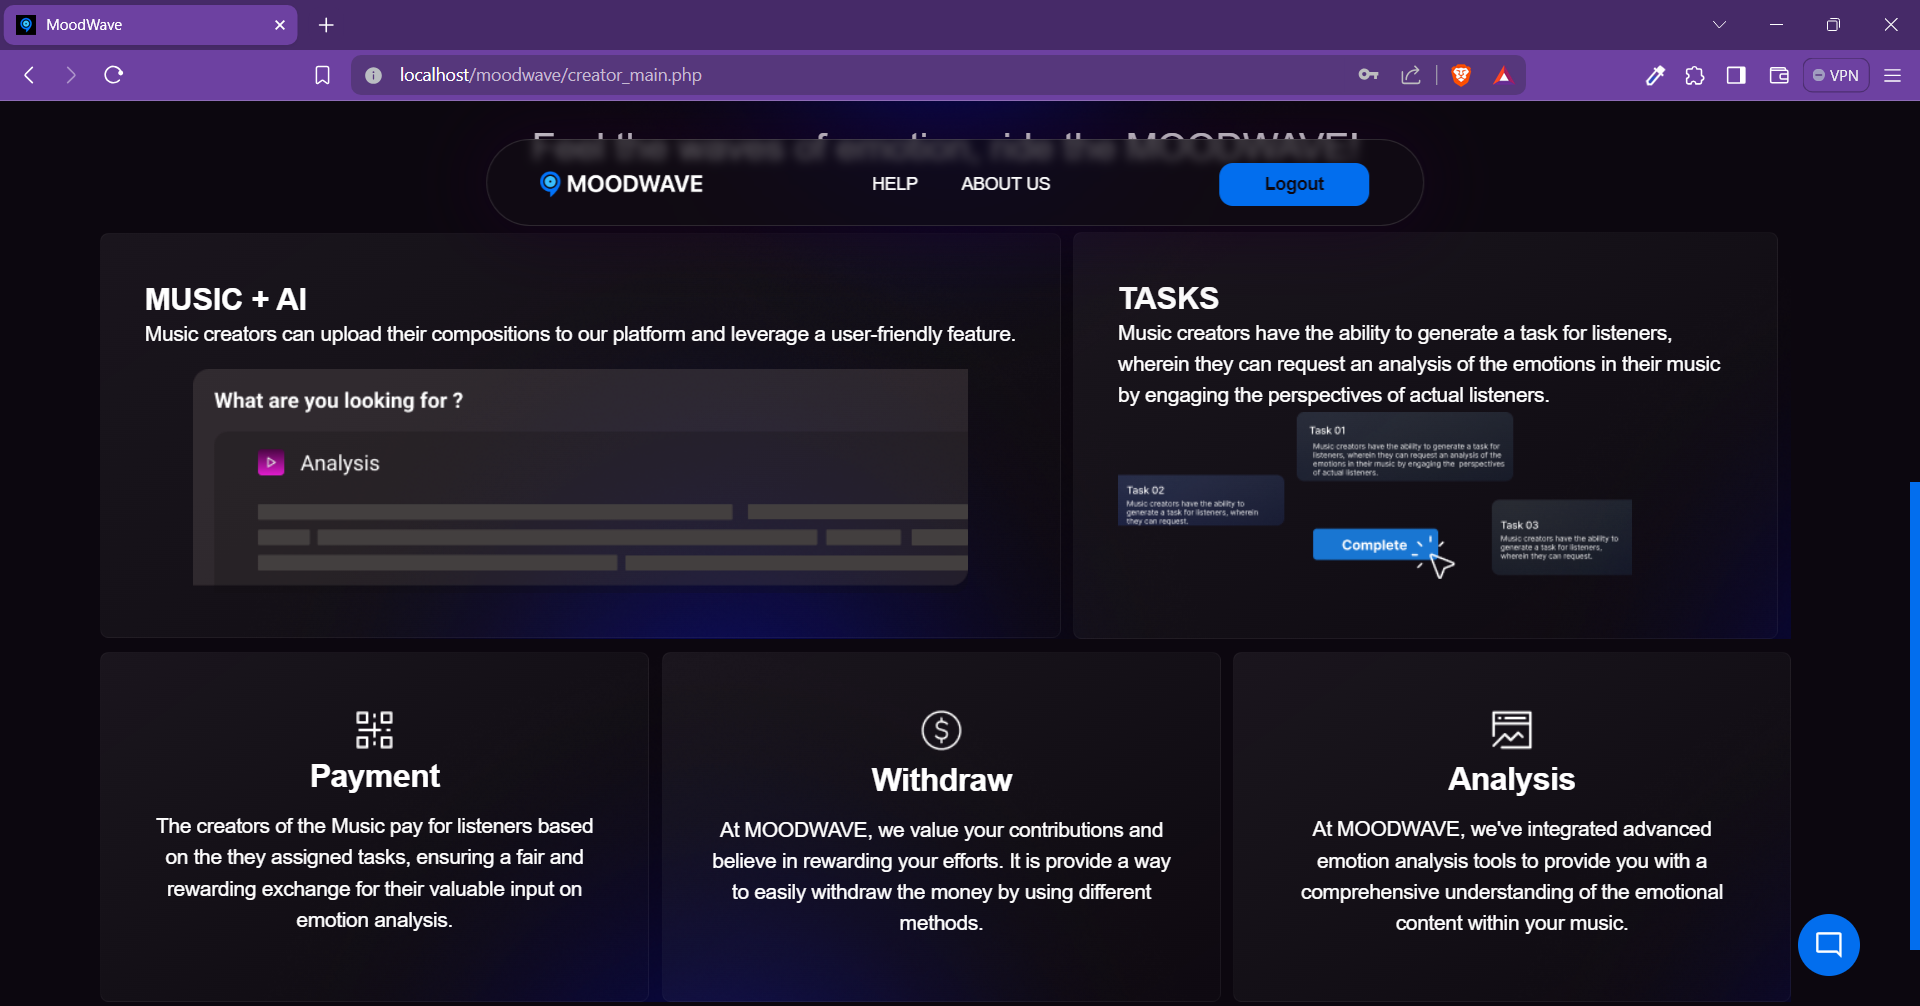 MoodWave
localhost/moodwave/creator_main.php
VPN
Feel the waves of emotion, ride the MOODWAVE!
MOODWAVE
HELP
ABOUT US
Logout
MUSIC + AI
Music creators can upload their compositions to our platform and leverage a user-friendly feature.
What are you looking for ?
Analysis
TASKS
Music creators have the ability to generate a task for listeners,
wherein they can request an analysis of the emotions in their music
by engaging the perspectives of actual listeners.
Task 01
Music creators have the ability to generate a task for
listeners, wherein they can request an analysis of the
emotions in their music by engaging the perspectives
of actual listeners.
Task 02
Music creators have the ability to
generate a task for listeners, wherein
they can request.
Complete
Task 03
Music creators have the ability to
generate a task for listeners,
wherein they can request.
Payment
The creators of the Music pay for listeners based
on the they assigned tasks, ensuring a fair and
rewarding exchange for their valuable input on
emotion analysis.
Withdraw
At MOODWAVE, we value your contributions and
believe in rewarding your efforts. It is provide a way
to easily withdraw the money by using different
methods.
Analysis
At MOODWAVE, we've integrated advanced
emotion analysis tools to provide you with a
comprehensive understanding of the emotional
content within your music.